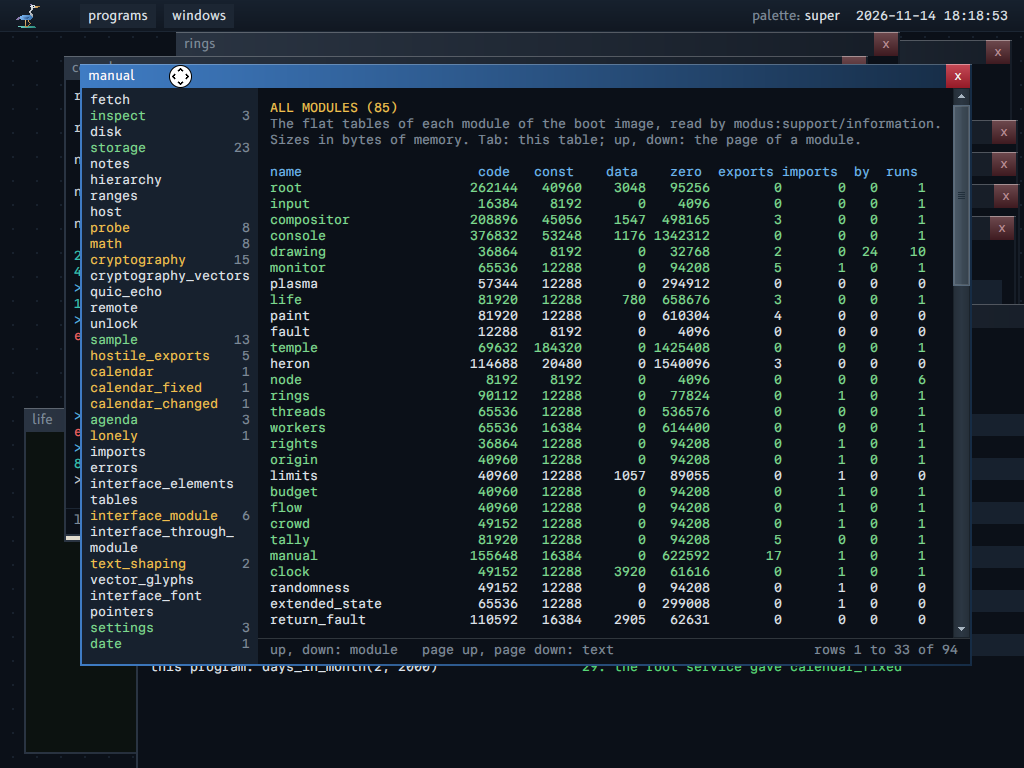 programs windows palette: super 2026-11-14 18:18:53
rings x
x
manual x
fetch
inspect 3
disk
storage 23
notes
hierarchy
ranges
host
probe 8
math 8
cryptography 15
cryptography_vectors
quic_echo
remote
unlock
sample 13
hostile_exports 5
calendar 1
calendar_fixed 1
calendar_changed 1
agenda 3
lonely 1
imports
errors
interface_elements
tables
interface_module 6
interface_through_
module
text_shaping 2
vector_glyphs
interface_font
pointers
settings 3
date 1
ALL MODULES (85)
The flat tables of each module of the boot image, read by modus:support/information.
Sizes in bytes of memory. Tab: this table; up, down: the page of a module.
name code const data zero exports imports by runs
root 262144 40960 3048 95256 0 0 0 1
input 16384 8192 0 4096 0 0 0 1
compositor 208896 45056 1547 498165 3 0 0 1
console 376832 53248 1176 1342312 0 0 0 1
drawing 36864 8192 0 32768 2 0 24 10
monitor 65536 12288 0 94208 5 1 0 1
plasma 57344 12288 0 294912 0 0 0 0
life 81920 12288 780 658676 3 0 0 1
paint 81920 12288 0 610304 4 0 0 0
fault 12288 8192 0 4096 0 0 0 0
temple 69632 184320 0 1425408 0 0 0 1
heron 114688 20480 0 1540096 3 0 0 0
node 8192 8192 0 4096 0 0 0 6
rings 90112 12288 0 77824 0 1 0 1
threads 65536 12288 0 536576 0 0 0 1
workers 65536 16384 0 614400 0 0 0 1
rights 36864 12288 0 94208 0 1 0 1
origin 40960 12288 0 94208 0 1 0 1
limits 40960 12288 1057 89055 0 1 0 0
budget 40960 12288 0 94208 0 1 0 1
flow 40960 12288 0 94208 0 1 0 1
crowd 49152 12288 0 94208 0 1 0 1
tally 81920 12288 0 94208 5 1 0 1
manual 155648 16384 0 622592 17 1 0 1
clock 49152 12288 3920 61616 0 1 0 1
randomness 49152 12288 0 94208 0 1 0 0
extended_state 65536 12288 0 299008 0 1 0 0
return_fault 110592 16384 2905 62631 0 0 0 0
up, down: module page up, page down: text rows 1 to 33 of 94
x
x
x
x
life
this program: days_in_month(2, 2000) 29: the root service gave calendar_fixed